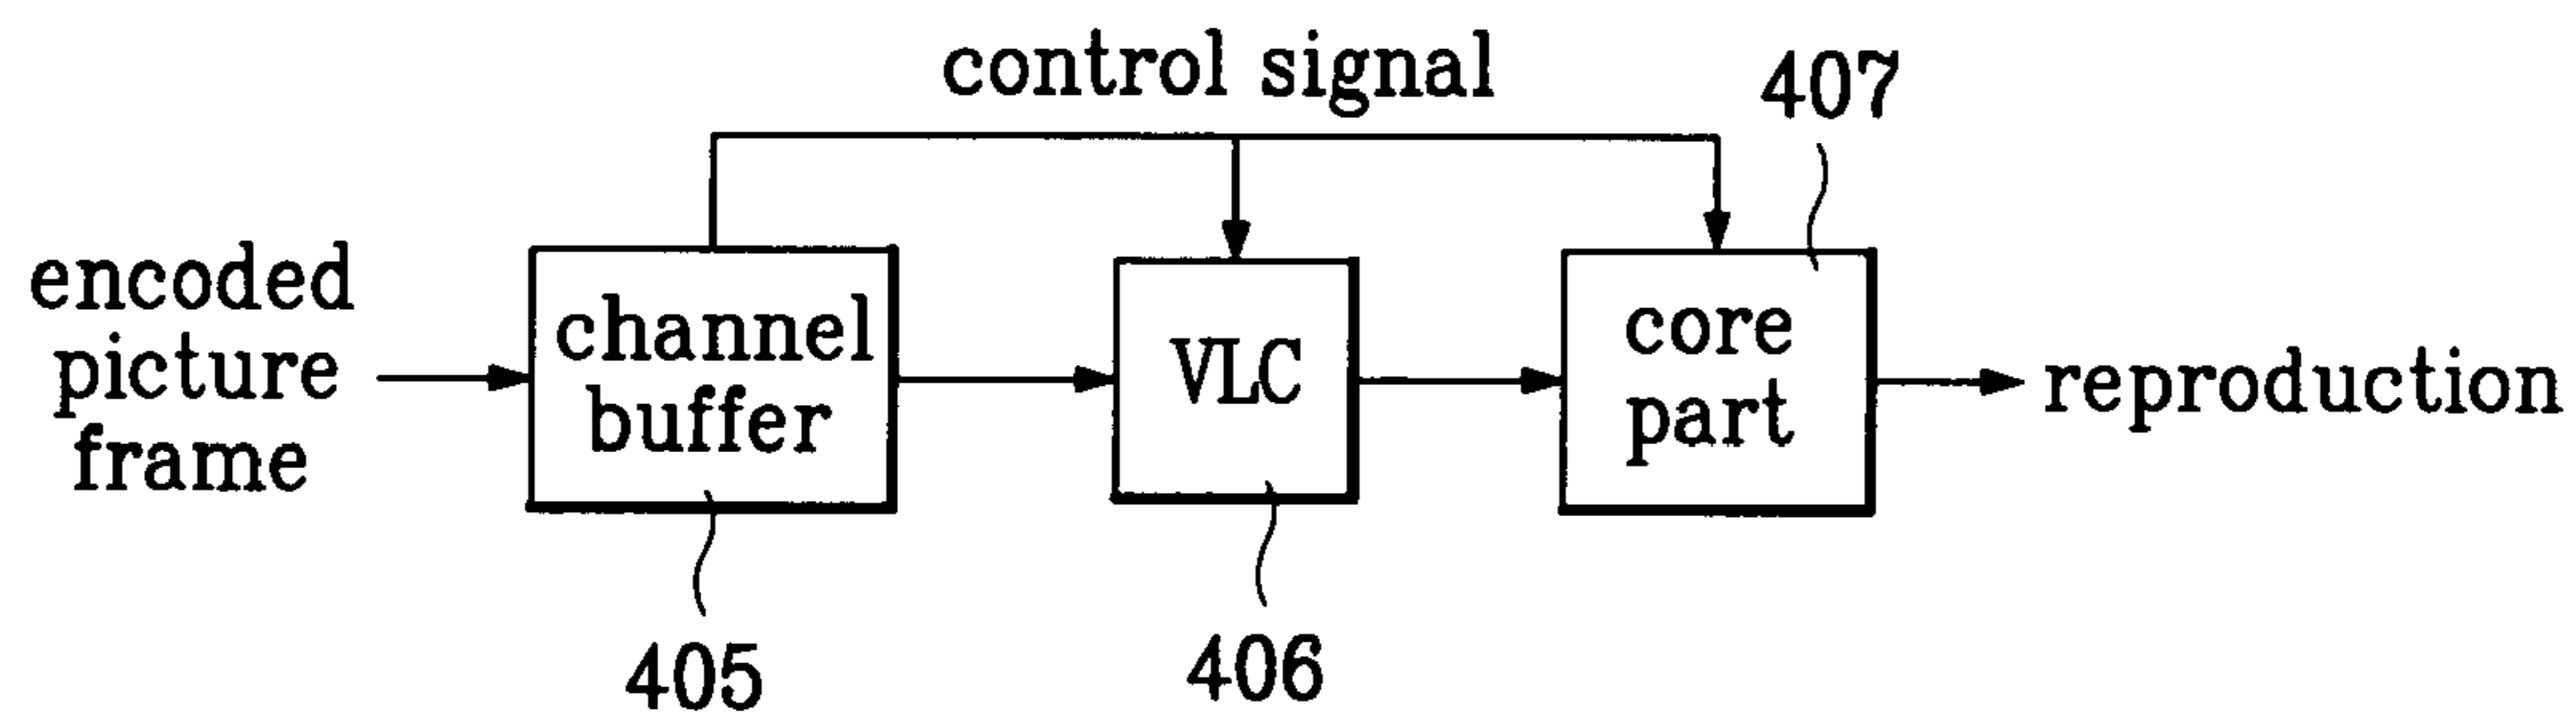 control signal
407
encoded
picture
frame
channel
buffer
VLC
core
part
reproduction
405
406